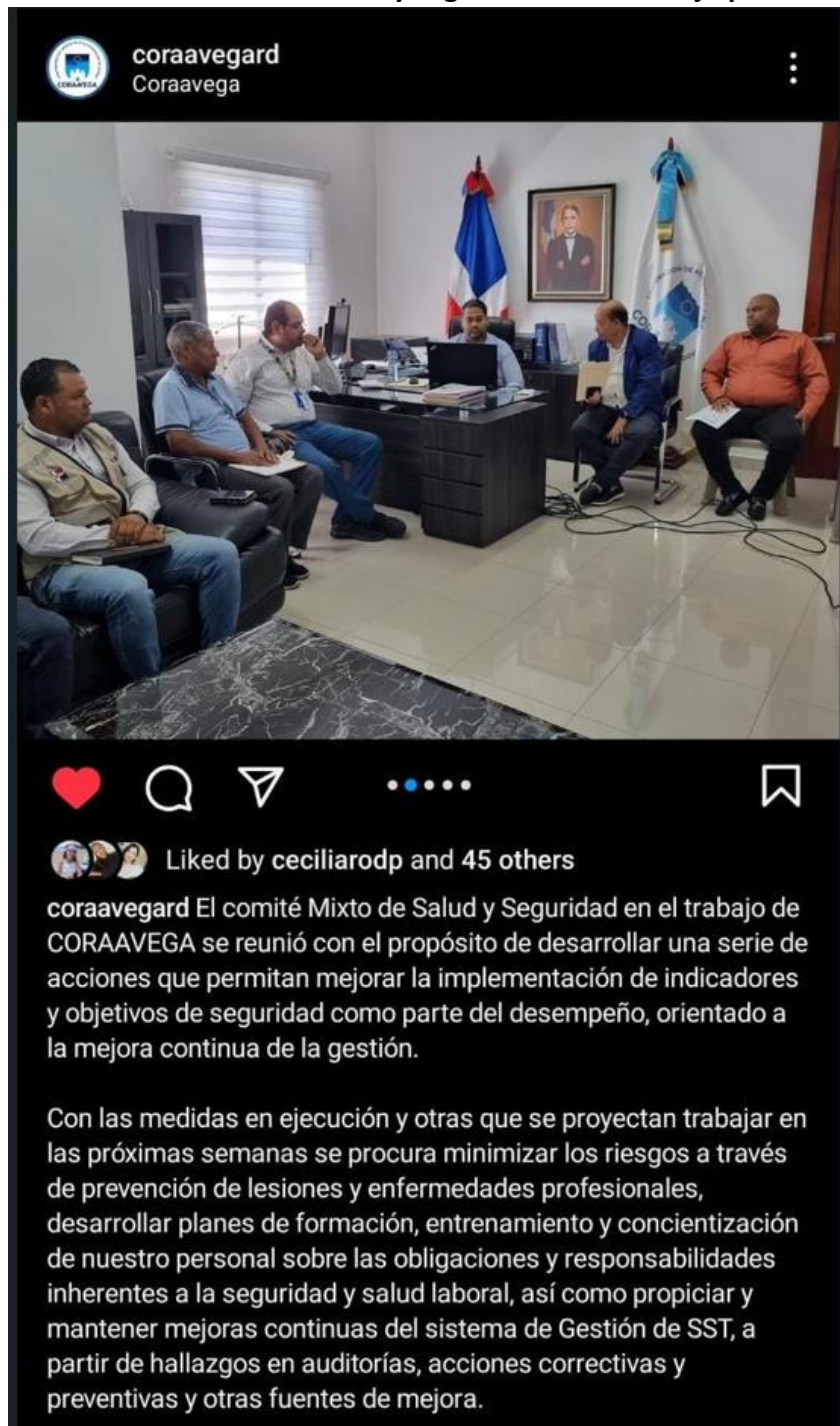 coraavegard
Coraavega
CORAAVEGA
Liked by ceciliarodp and 45 others
coraavegard El comité Mixto de Salud y Seguridad en el trabajo de
CORAAVEGA se reunió con el propósito de desarrollar una serie de
acciones que permitan mejorar la implementación de indicadores
y objetivos de seguridad como parte del desempeño, orientado a
la mejora continua de la gestión.
Con las medidas en ejecución y otras que se proyectan trabajar en
las próximas semanas se procura minimizar los riesgos a través
de prevención de lesiones y enfermedades profesionales,
desarrollar planes de formación, entrenamiento y concientización
de nuestro personal sobre las obligaciones y responsabilidades
inherentes a la seguridad y salud laboral, así como propiciar y
mantener mejoras continuas del sistema de Gestión de SST, a
partir de hallazgos en auditorías, acciones correctivas y
preventivas y otras fuentes de mejora.